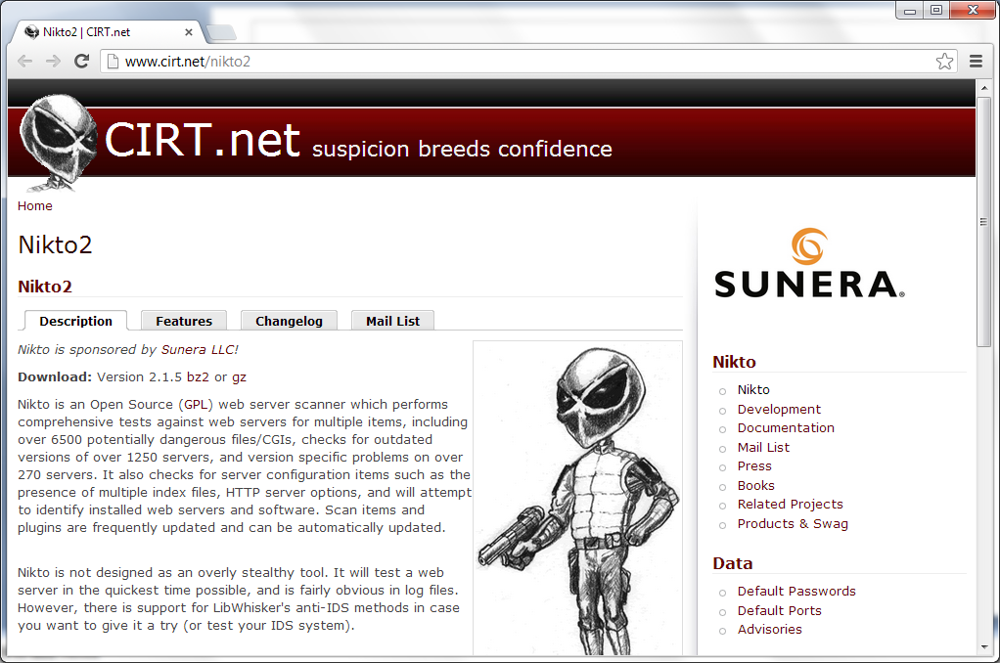 Nikto2 | CIRT.net
www.cirt.net/nikto2
CIRT.net suspicion breeds confidence
Home
Nikto2
Nikto2
Description Features Changelog Mail List
Nikto is sponsored by Sunera LLC!
Download: Version 2.1.5 bz2 or gz
Nikto is an Open Source (GPL) web server scanner which performs
comprehensive tests against web servers for multiple items, including
over 6500 potentially dangerous files/CGIs, checks for outdated
versions of over 1250 servers, and version specific problems on over
270 servers. It also checks for server configuration items such as the
presence of multiple index files, HTTP server options, and will attempt
to identify installed web servers and software. Scan items and
plugins are frequently updated and can be automatically updated.
Nikto is not designed as an overly stealthy tool. It will test a web
server in the quickest time possible, and is fairly obvious in log files.
However, there is support for LibWhisker's anti-IDS methods in case
you want to give it a try (or test your IDS system).
SUNERA®
Nikto
Nikto
Development
Documentation
Mail List
Press
Books
Related Projects
Products & Swag
Data
Default Passwords
Default Ports
Advisories